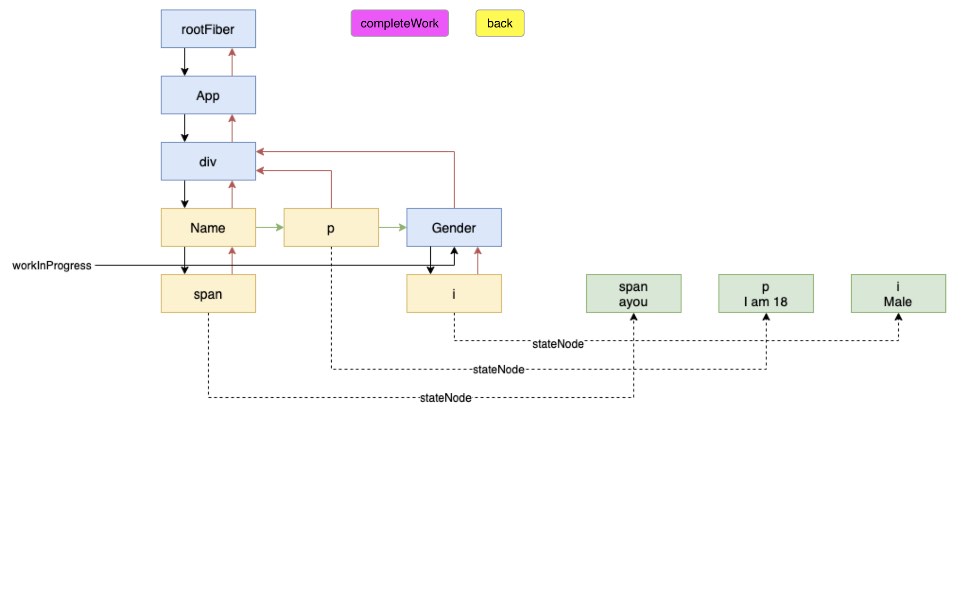 rootFiber
completeWork
back
App
div
Name
p
Gender
workInProgress
span
i
span
ayou
p
I am 18
i
Male
stateNode
stateNode
stateNode